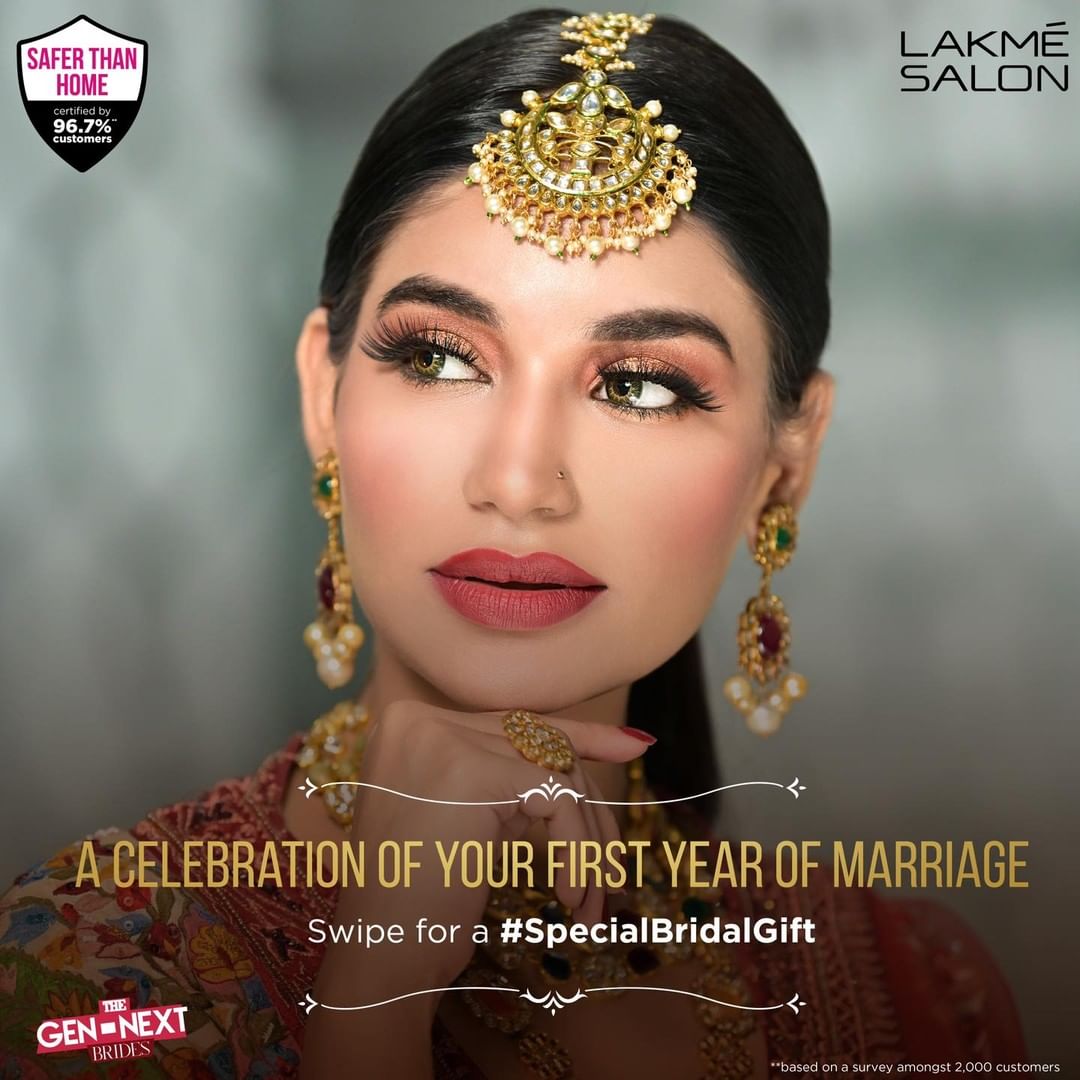 SAFER THAN
HOME
certified by
96.7%**
customers
LAKMÉ
SALON
A CELEBRATION OF YOUR FIRST YEAR OF MARRIAGE
Swipe for a #SpecialBridalGift
THE
GEN-NEXT
BRIDES
**based on a survey amongst 2,000 customers